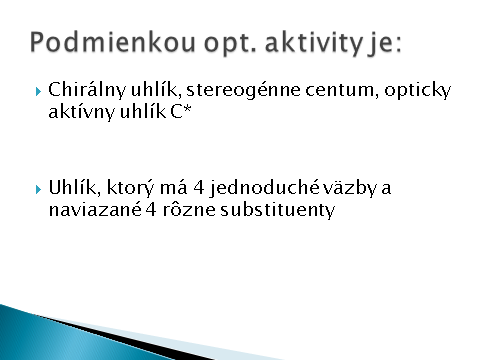 Podmienkou opt. aktivity je:
Chirálny uhlík, stereogénne centum, opticky
aktívny uhlík C*
Uhlík, ktorý má 4 jednoduché väzby a
naviazané 4 rôzne substituenty